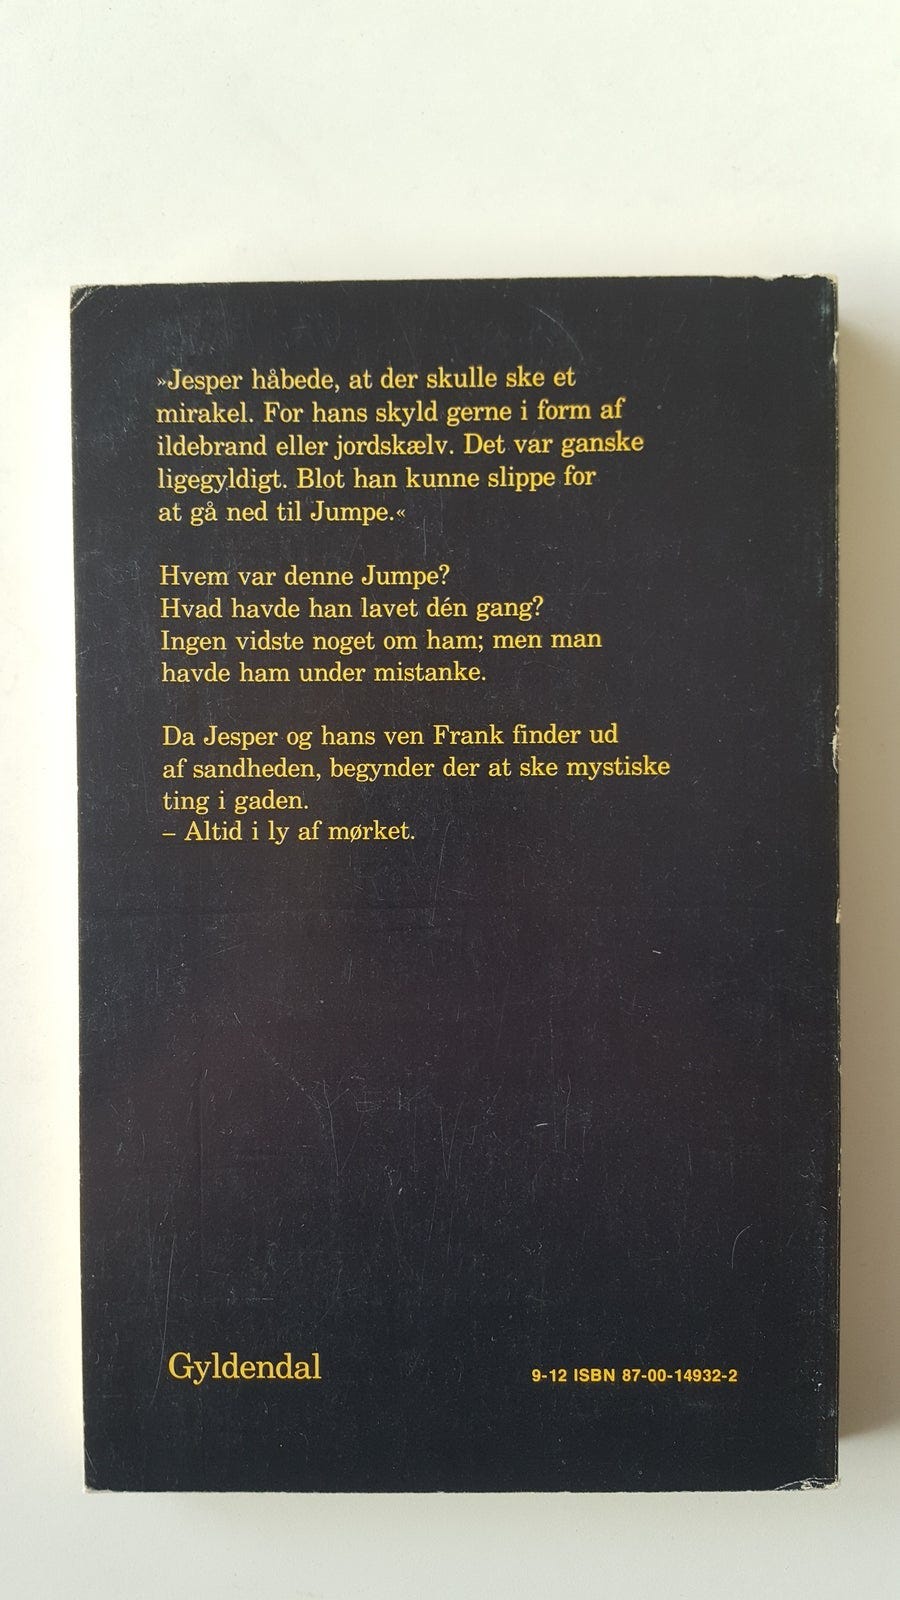 »Jesper håbede, at der skulle ske et
mirakel. For hans skyld gerne i form af
ildebrand eller jordskælv. Det var ganske
ligegyldigt. Blot han kunne slippe for
at gå ned til Jumpe.«
Hvem var denne Jumpe?
Hvad havde han lavet dén gang?
Ingen vidste noget om ham; men man
havde ham under mistanke.
Da Jesper og hans ven Frank finder ud
af sandheden, begynder der at ske mystiske
ting i gaden.
– Altid i ly af mørket.
Gyldendal
9-12 ISBN 87-00-14932-2